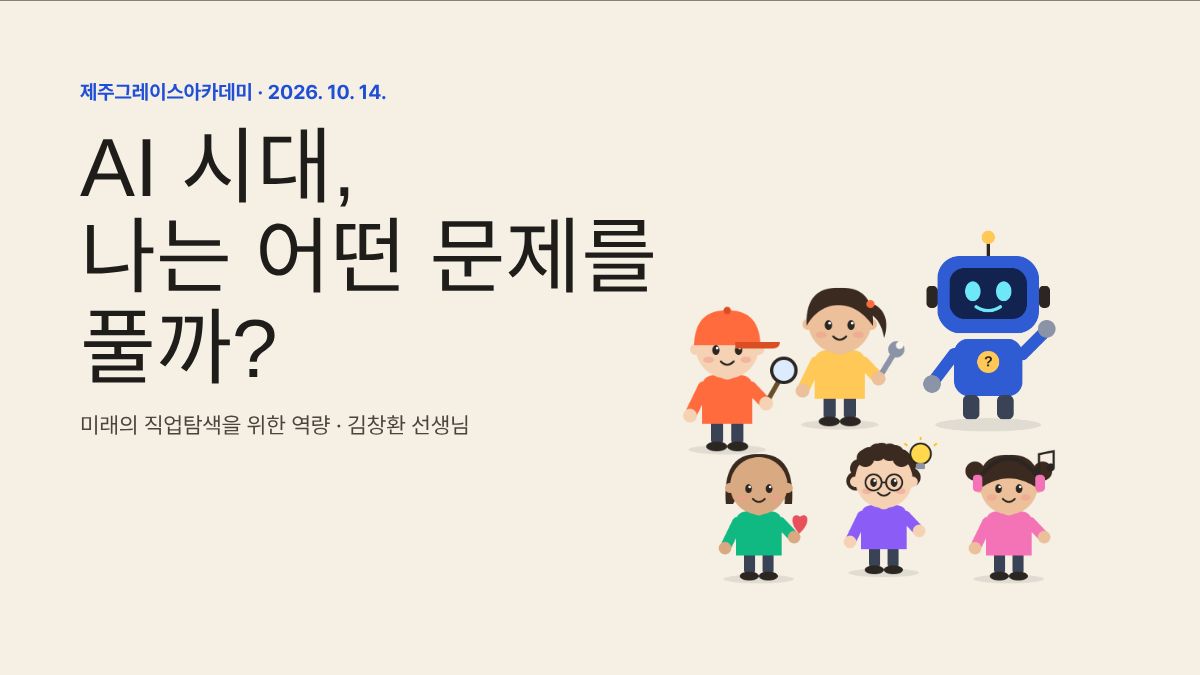 제주그레이스아카데미 · 2026. 10. 14.
AI 시대,
나는 어떤 문제를
풀까?
미래의 직업탐색을 위한 역량 · 김창환 선생님
?